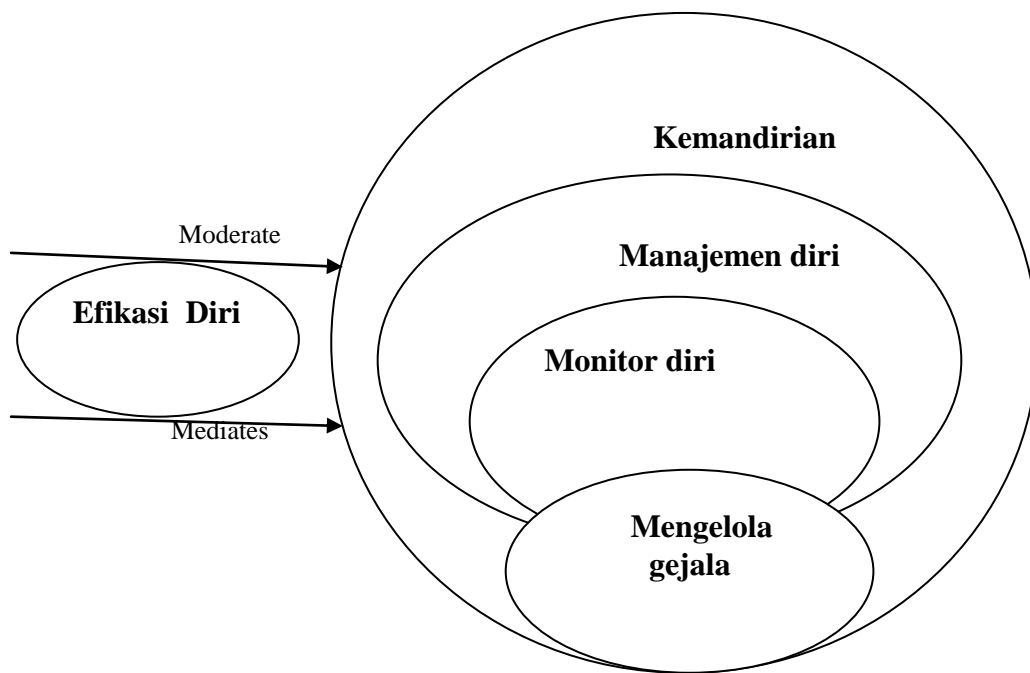 Kemandirian
Moderate
Manajemen diri
Efikasi Diri
Monitor diri
Mediates
Mengelola
gejala